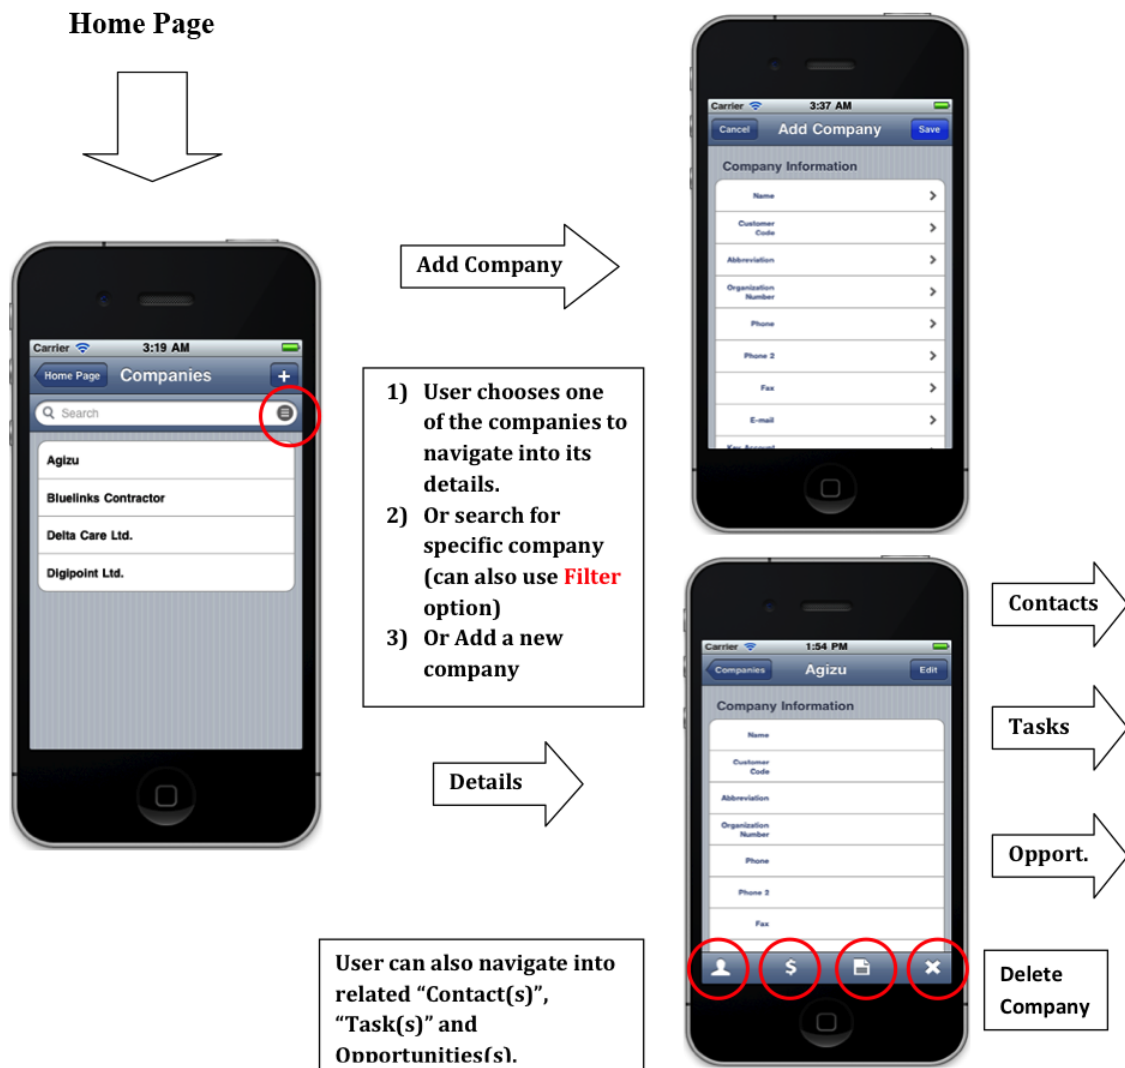 Home Page
Carrier
3:19 AM
Home Page
Companies
+
Search
Agizu
Bluelinks Contractor
Delta Care Ltd.
Digipoint Ltd.
Add Company
1) User chooses one
of the companies to
navigate into its
details.
2) Or search for
specific company
(can also use Filter
option)
3) Or Add a new
company
Details
User can also navigate into
related “Contact(s)”,
“Task(s)” and
Opportunities(s).
Carrier
3:37 AM
Cancel
Add Company
Save
Company Information
Name
Customer
Code
Abbreviation
Organization
Number
Phone
Phone 2
Fax
E-mail
Key Account
Carrier
1:54 PM
Companies
Agizu
Edit
Company Information
Name
Customer
Code
Abbreviation
Organization
Number
Phone
Phone 2
Fax
$
Contacts
Tasks
Opport.
Delete
Company